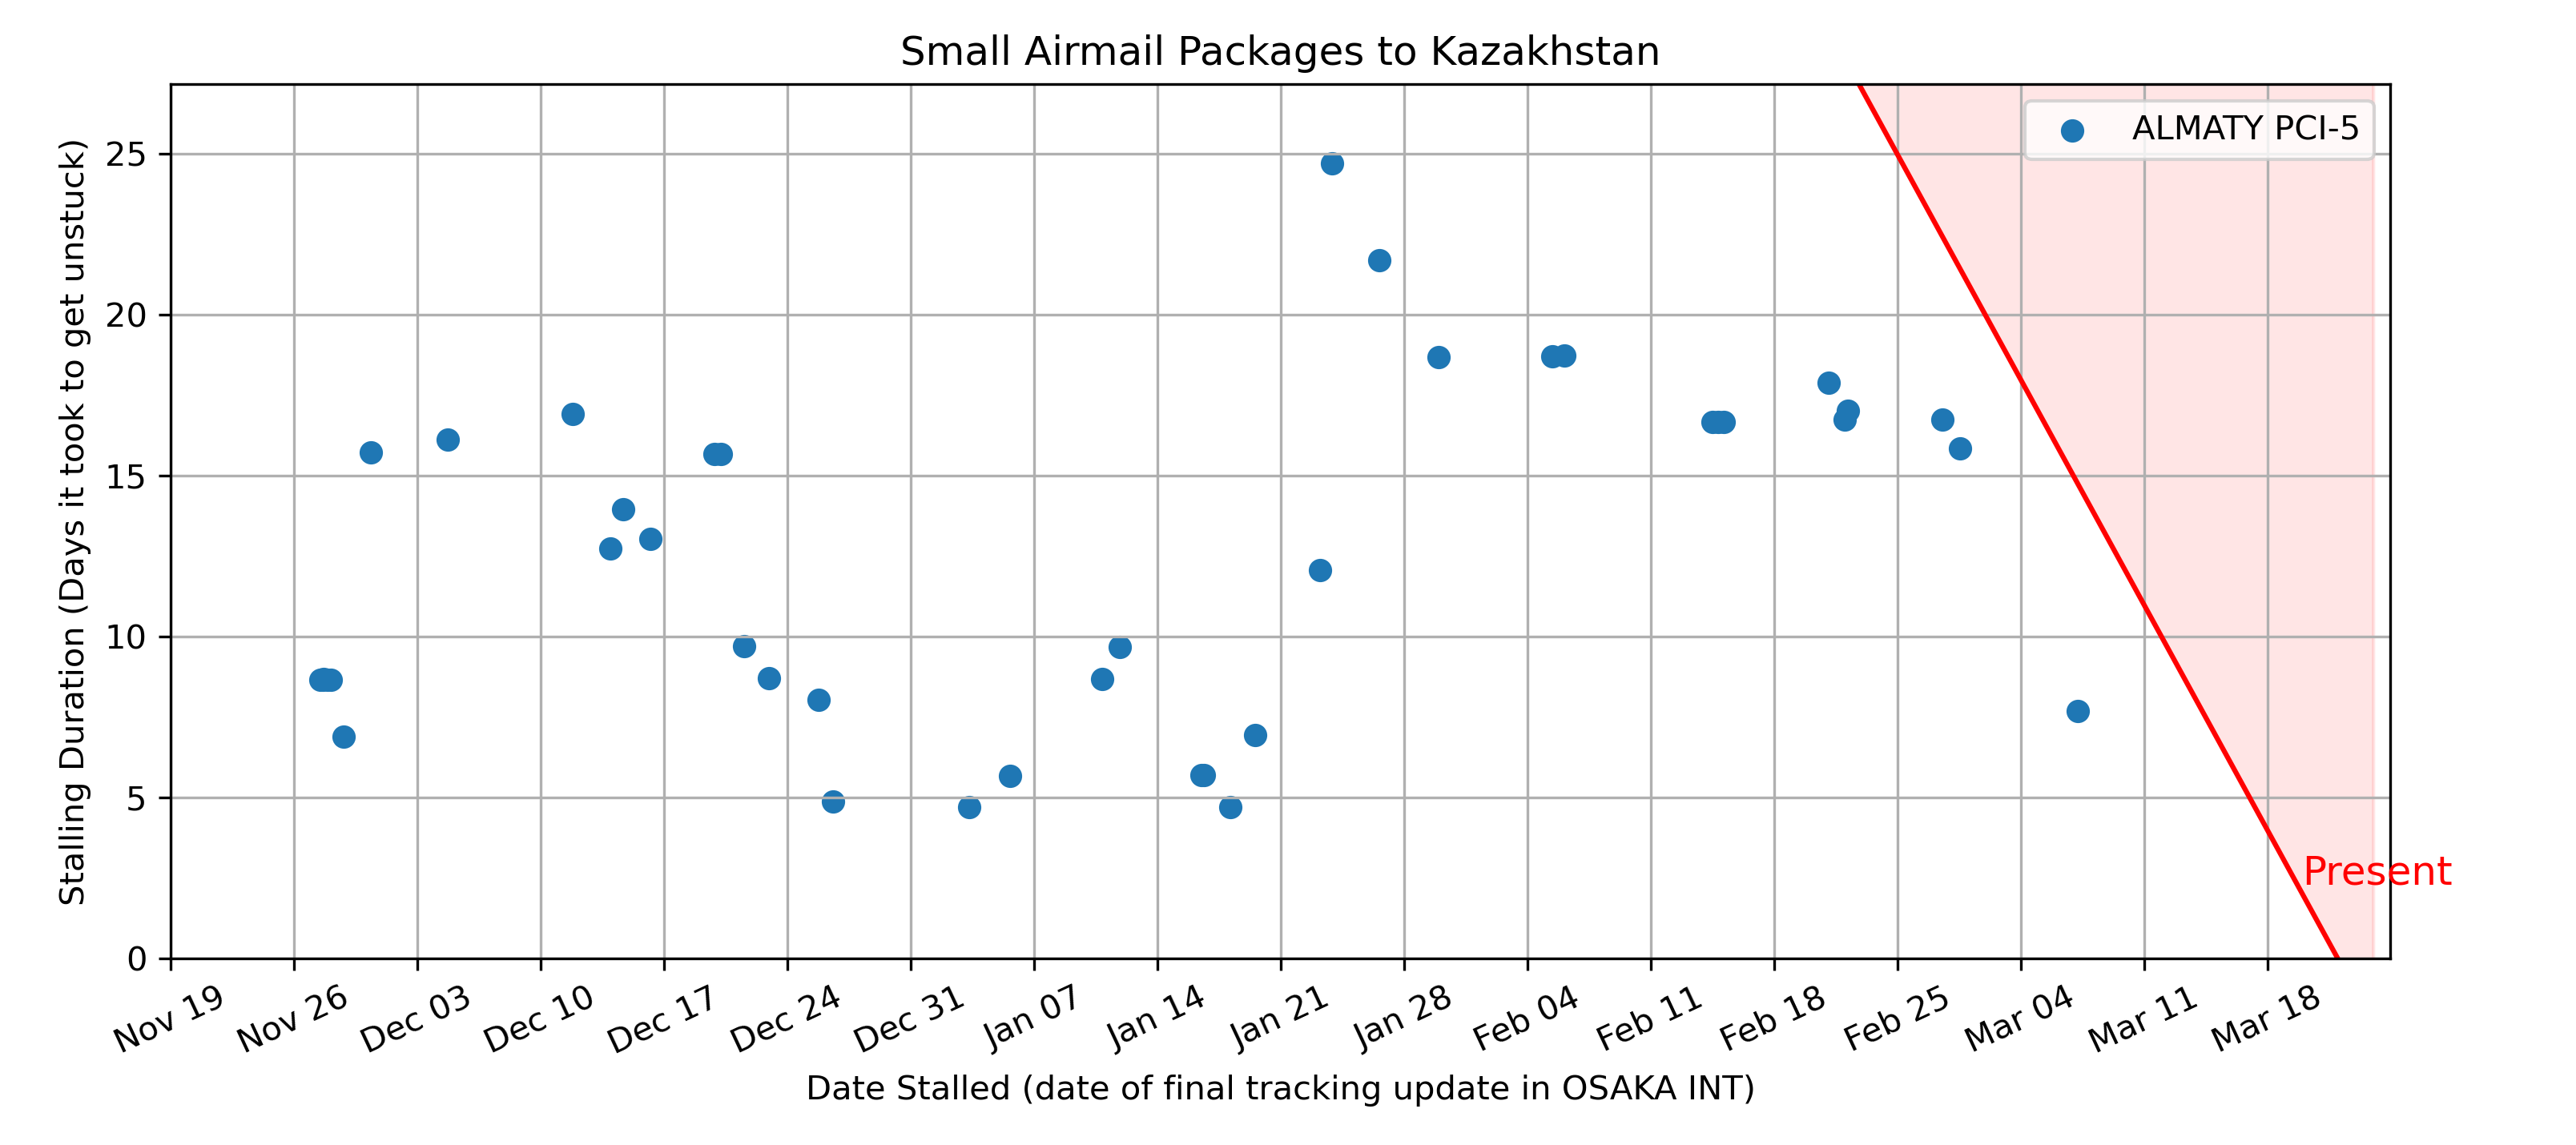 Small Airmail Packages to Kazakhstan
ALMATY PCI-5
Stalling Duration (Days it took to get unstuck)
25
20
15
10
5
0
Present
Nov 19
Nov 26
Dec 03
Dec 10
Dec 17
Dec 24
Dec 31
Jan 07
Jan 14
Jan 21
Jan 28
Feb 04
Feb 11
Feb 18
Feb 25
Mar 04
Mar 11
Mar 18
Date Stalled (date of final tracking update in OSAKA INT)